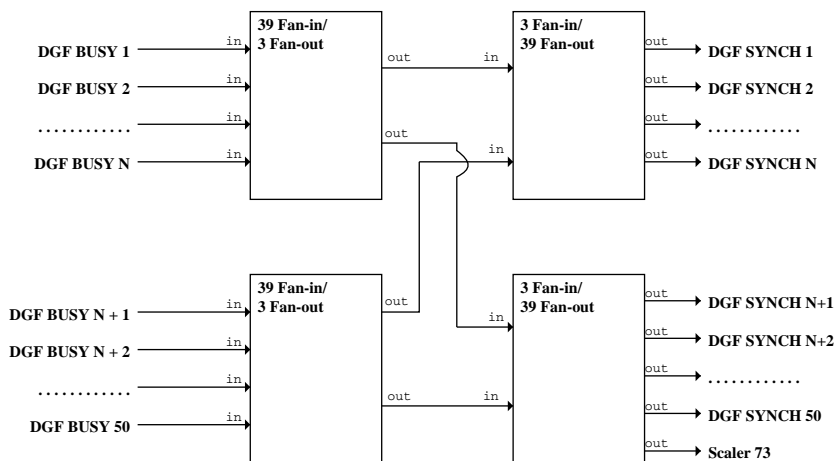 39 Fan-in/
3 Fan-out
3 Fan-in/
39 Fan-out
DGF BUSY 1
in
out
in
out
DGF SYNCH 1
DGF BUSY 2
in
out
DGF SYNCH 2
............
in
out
in
out
............
DGF BUSY N
in
out
DGF SYNCH N
39 Fan-in/
3 Fan-out
3 Fan-in/
39 Fan-out
DGF BUSY N + 1
in
out
in
out
DGF SYNCH N+1
DGF BUSY N + 2
in
out
DGF SYNCH N+2
............
in
out
............
DGF BUSY 50
in
out
in
out
DGF SYNCH 50
out
Scaler 73